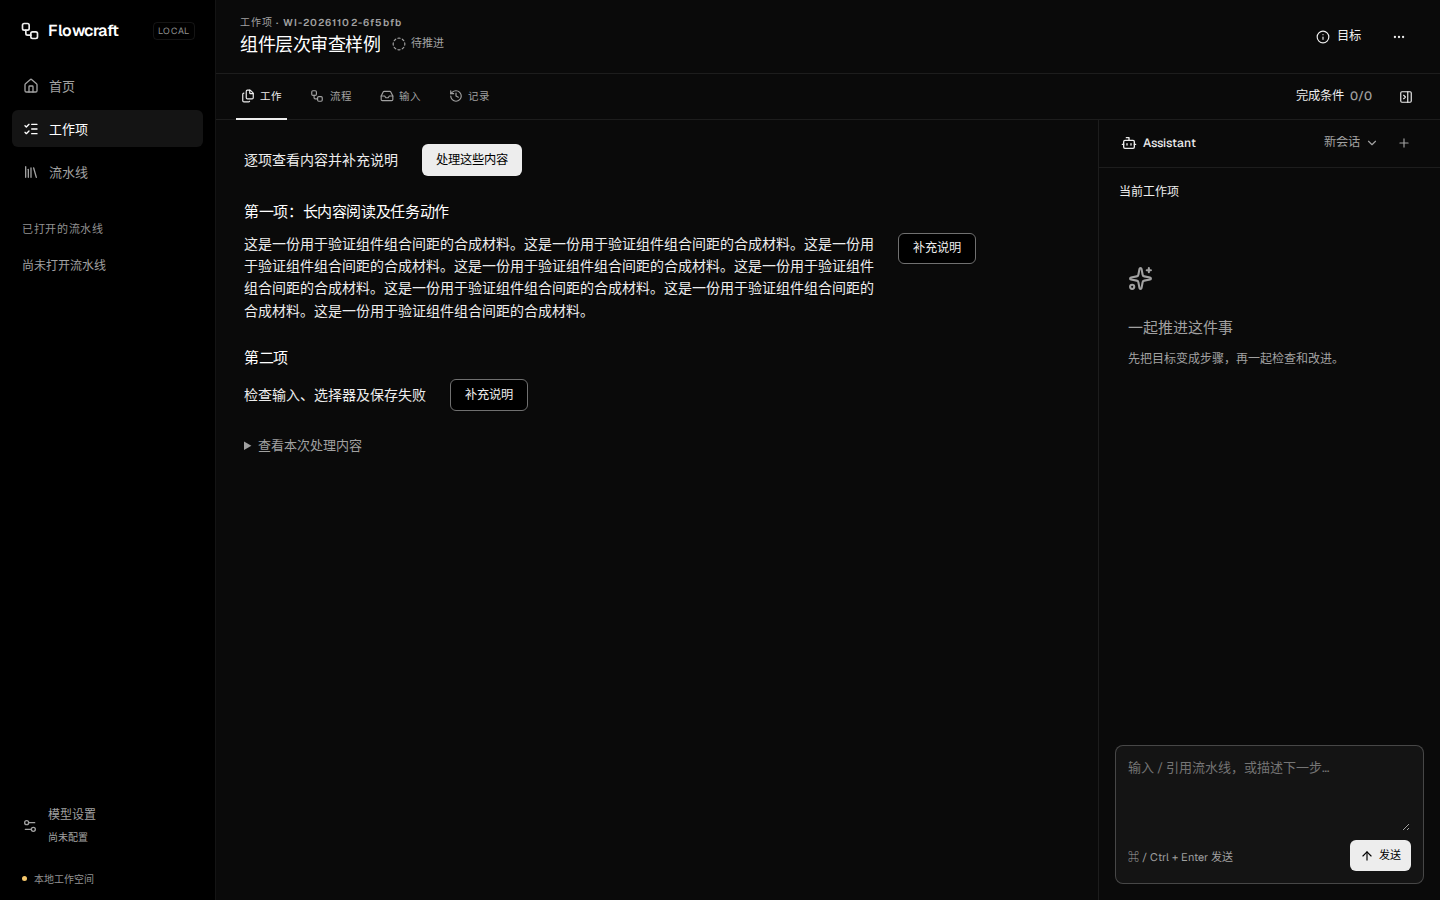 Flowcraft
LOCAL
首页
工作项
流水线
已打开的流水线
尚未打开流水线
模型设置
尚未配置
本地工作空间
工作项 · WI-20261102-6f5bfb
组件层次审查样例
待推进
目标
工作
流程
输入
记录
完成条件 0/0
逐项查看内容并补充说明
处理这些内容
第一项：长内容阅读及任务动作
这是一份用于验证组件组合间距的合成材料。这是一份用于验证组件组合间距的合成材料。这是一份用
于验证组件组合间距的合成材料。这是一份用于验证组件组合间距的合成材料。这是一份用于验证组件
组合间距的合成材料。这是一份用于验证组件组合间距的合成材料。这是一份用于验证组件组合间距的
合成材料。这是一份用于验证组件组合间距的合成材料。
补充说明
第二项
检查输入、选择器及保存失败
补充说明
查看本次处理内容
Assistant
新会话
当前工作项
一起推进这件事
先把目标变成步骤，再一起检查和改进。
输入 / 引用流水线，或描述下一步...
⌘ / Ctrl + Enter 发送
发送